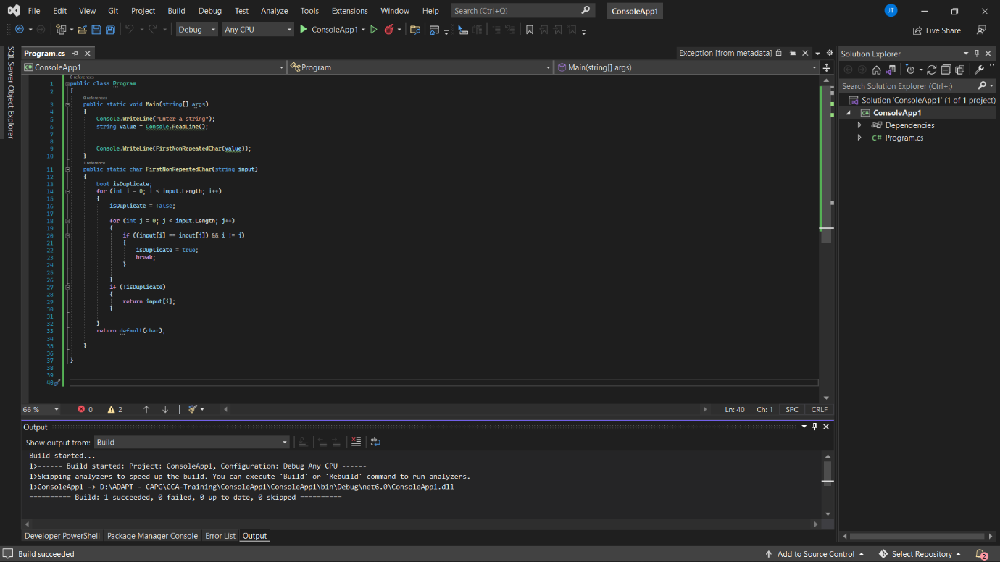 File Edit View Git Project Build Debug Test Analyze Tools Extensions Window Help Search (Ctrl+Q) ConsoleApp1 JT
Debug Any CPU ConsoleApp1 Live Share
SQL Server Object Explorer
Program.cs Exception [from metadata]
ConsoleApp1 Program Main(string[] args)
0 references
1 public class Program
2 {
0 references
3 public static void Main(string[] args)
4 {
5 Console.WriteLine("Enter a string");
6 string value = Console.ReadLine();
7
8
9 Console.WriteLine(FirstNonRepeatedChar(value));
10 }
1 reference
11 public static char FirstNonRepeatedChar(string input)
12 {
13 bool isDuplicate;
14 for (int i = 0; i < input.Length; i++)
15 {
16 isDuplicate = false;
17
18 for (int j = 0; j < input.Length; j++)
19 {
20 if ((input[i] == input[j]) && i != j)
21 {
22 isDuplicate = true;
23 break;
24 }
25
26 }
27 if (!isDuplicate)
28 {
29 return input[i];
30 }
31
32 }
33 return default(char);
34
35 }
36
37 }
38
39
40
66 % 0 2 Ln: 40 Ch: 1 SPC CRLF
Output
Show output from: Build
Build started...
1>------ Build started: Project: ConsoleApp1, Configuration: Debug Any CPU ------
1>Skipping analyzers to speed up the build. You can execute 'Build' or 'Rebuild' command to run analyzers.
1>ConsoleApp1 -> D:\ADAPT - CAPG\CCA-Training\ConsoleApp1\ConsoleApp1\bin\Debug\net6.0\ConsoleApp1.dll
========== Build: 1 succeeded, 0 failed, 0 up-to-date, 0 skipped ==========
Developer PowerShell Package Manager Console Error List Output
Solution Explorer
Search Solution Explorer (Ctrl+;)
Solution 'ConsoleApp1' (1 of 1 project)
C# ConsoleApp1
Dependencies
C# Program.cs
Build succeeded Add to Source Control Select Repository 2